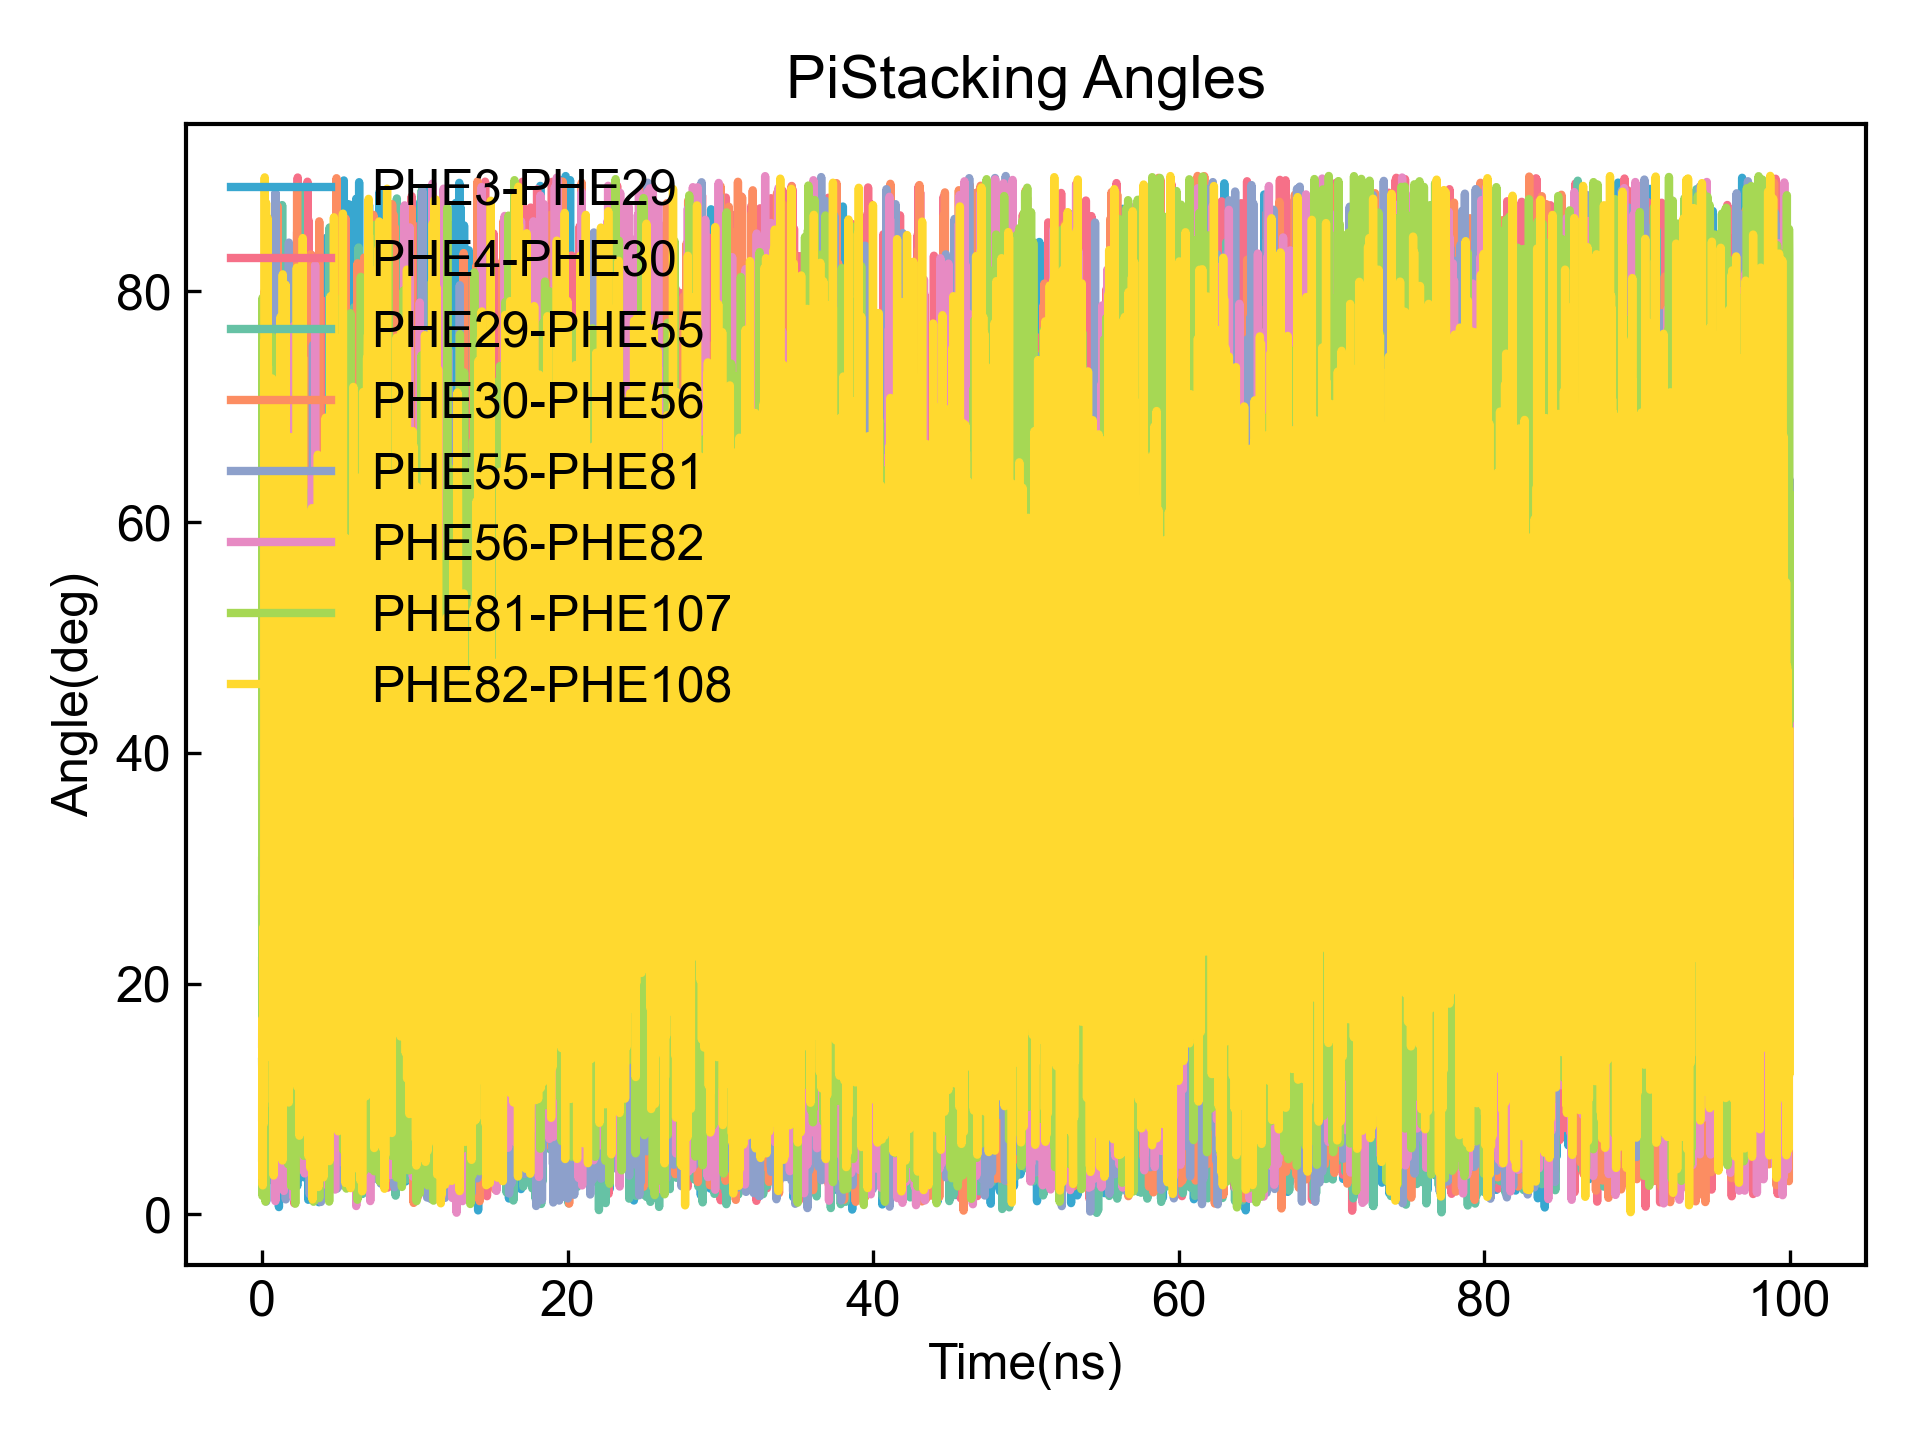 PiStacking Angles
PHE3-PHE29
PHE4-PHE30
PHE29-PHE55
PHE30-PHE56
PHE55-PHE81
PHE56-PHE82
PHE81-PHE107
PHE82-PHE108
80
60
40
20
0
Angle(deg)
0 20 40 60 80 100
Time(ns)